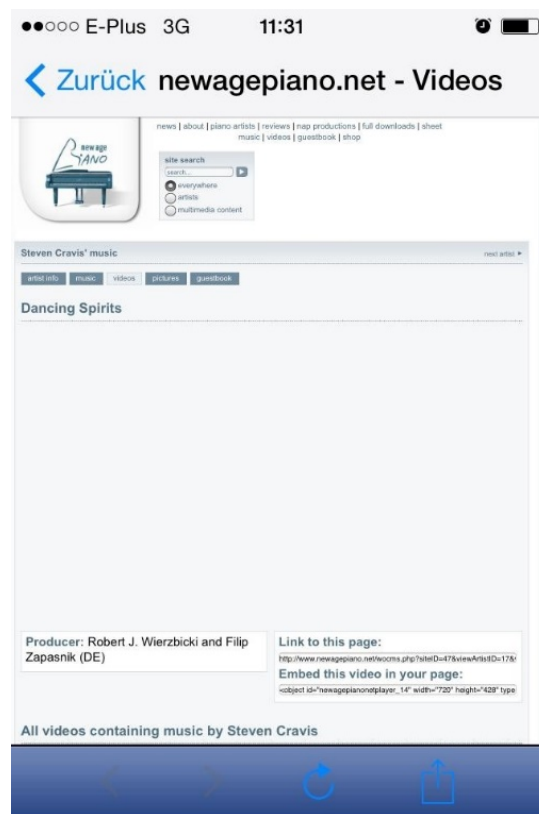 E-Plus 3G 11:31
Zurück newagepiano.net - Videos
new age
PIANO
news | about | piano artists | reviews | nap productions | full downloads | sheet
music | videos | guestbook | shop
site search
search...
everywhere
artists
multimedia content
Steven Cravis' music
next artist
artist info music videos pictures guestbook
Dancing Spirits
Producer: Robert J. Wierzbicki and Filip
Zapasnik (DE)
Link to this page:
http://www.newagepiano.net/wocms.php?siteID=47&viewArtistID=17&
Embed this video in your page:
<object id="newagepianonetplayer_14" width="720" height="428" type
All videos containing music by Steven Cravis